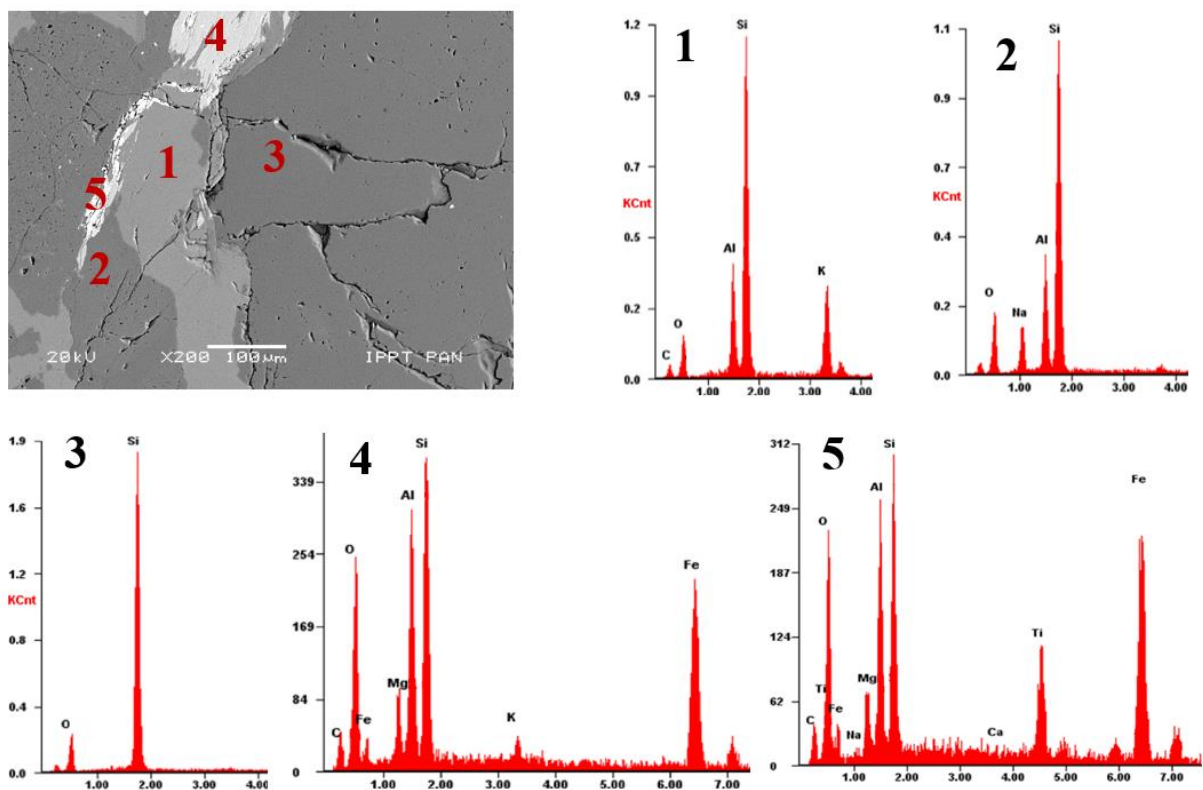 4
1
3
5
2
20kV X200 100μm IPPT PAN
1
1.2
0.9
0.7
KCnt
0.5
0.2
0.0
Si
Al
K
O
C
1.00 2.00 3.00 4.00
2
1.1
0.9
0.7
KCnt
0.4
0.2
0.0
Si
Al
O
Na
1.00 2.00 3.00 4.00
3
1.9
1.6
1.2
KCnt
0.8
0.4
0.0
Si
O
1.00 2.00 3.00 4.00
4
339
254
169
84
0
Si
Al
O
Fe
Mg
K
C
Fe
1.00 2.00 3.00 4.00 5.00 6.00 7.00
5
312
249
187
124
62
0
Si
Fe
Al
O
Ti
Mg
Ti
Fe
C
Na
Ca
1.00 2.00 3.00 4.00 5.00 6.00 7.00